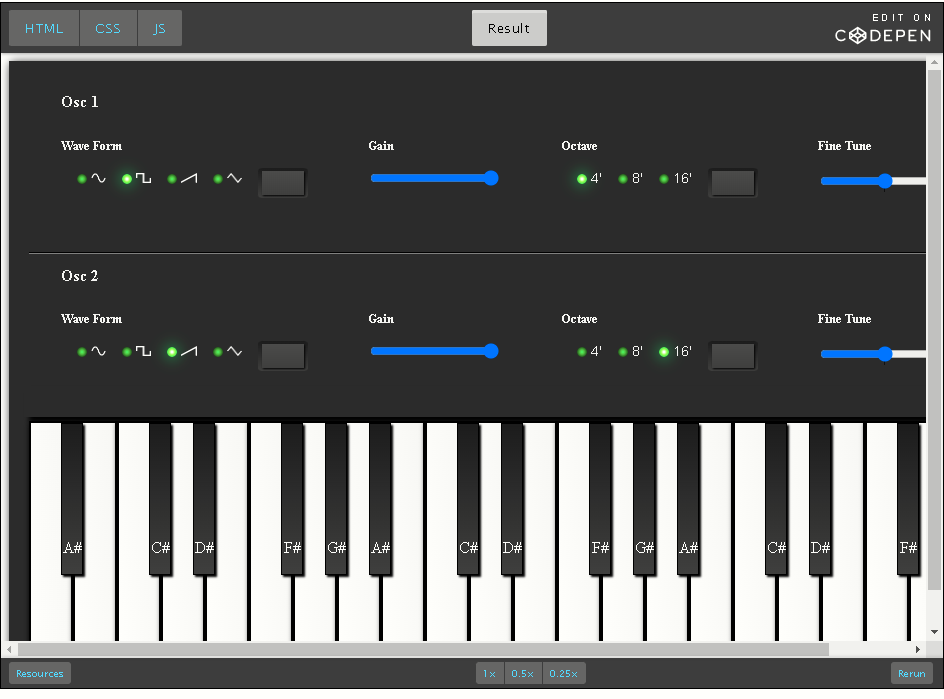 HTML CSS JS Result EDIT ON
CODEPEN
Osc 1
Wave Form Gain Octave Fine Tune
4' 8' 16'
Osc 2
Wave Form Gain Octave Fine Tune
4' 8' 16'
A# C# D# F# G# A# C# D# F# G# A# C# D# F#
Resources 1x 0.5x 0.25x Rerun